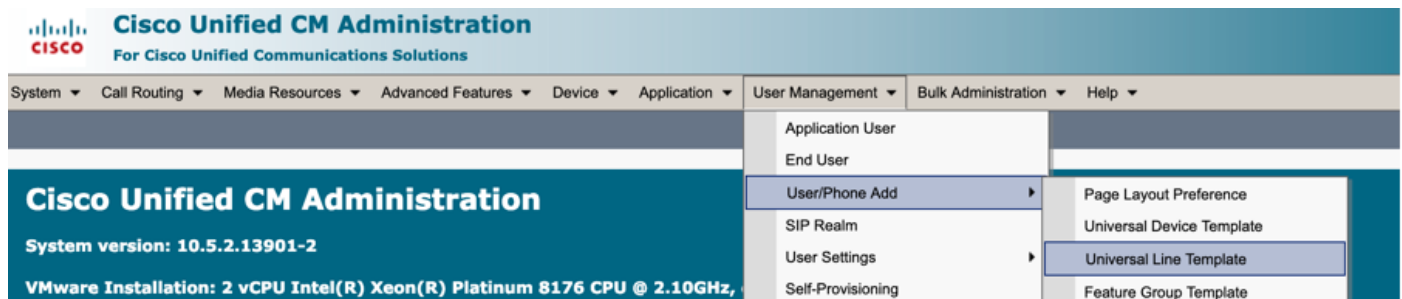 CISCO
Cisco Unified CM Administration
For Cisco Unified Communications Solutions
System Call Routing Media Resources Advanced Features Device Application User Management Bulk Administration Help
Application User
End User
User/Phone Add
SIP Realm
User Settings
Self-Provisioning
Page Layout Preference
Universal Device Template
Universal Line Template
Feature Group Template
Cisco Unified CM Administration
System version: 10.5.2.13901-2
VMware Installation: 2 vCPU Intel(R) Xeon(R) Platinum 8176 CPU @ 2.10GHz,